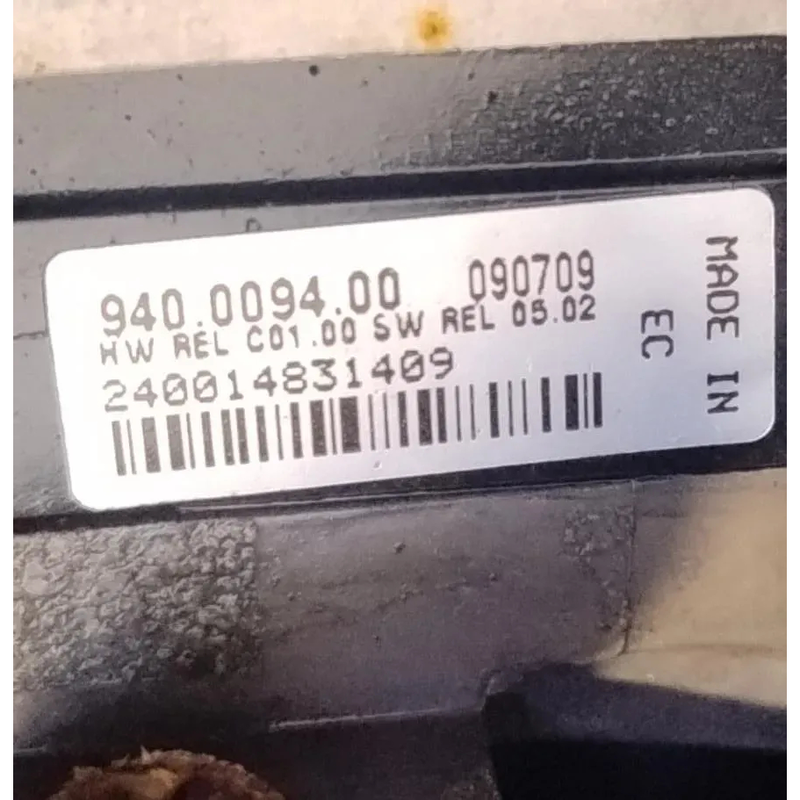 940.0094.00 090709
HW REL C01.00 SW REL 05.02
240014831409
MADE IN
EC